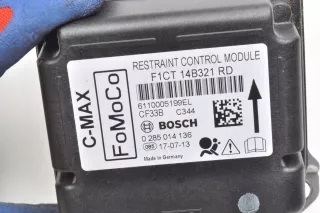 RESTRAINT CONTROL MODULE
F1CT 14B321 RD
C-MAX
FoMoCo
6110005199EL
CF33B C344
BOSCH
0 285 014 136
085 17-07-13
Made in Germany